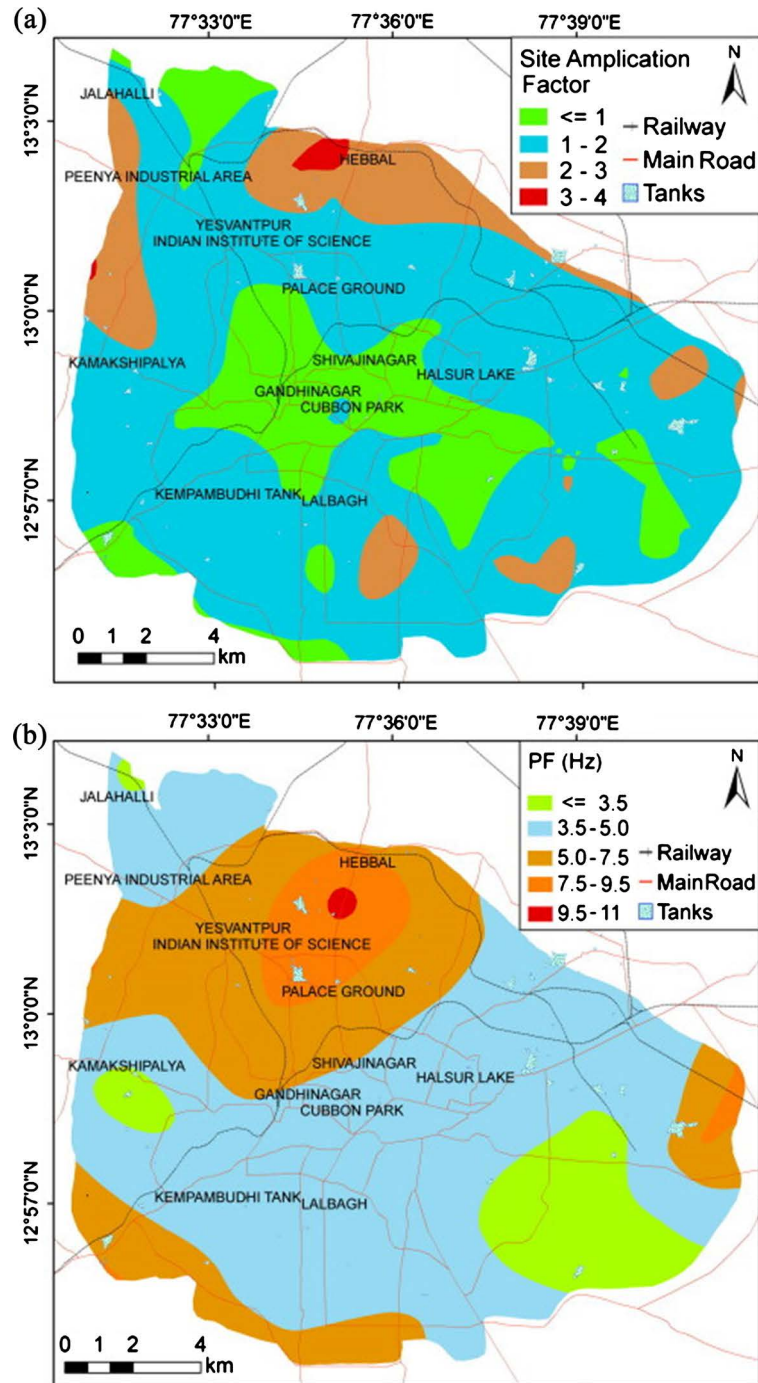 (a)
77°33'0"E
77°36'0"E
77°39'0"E
Site Amplication
Factor
<= 1
1 - 2
2 - 3
3 - 4
Railway
Main Road
Tanks
N
13°3'0"N
13°0'0"N
12°57'0"N
JALAHALLI
HEBBAL
PEENYA INDUSTRIAL AREA
YESVANTPUR
INDIAN INSTITUTE OF SCIENCE
PALACE GROUND
SHIVAJINAGAR
KAMAKSHIPALYA
HALSUR LAKE
GANDHINAGAR
CUBBON PARK
KEMPAMBUDHI TANK
LALBAGH
0 1 2 4
km
(b)
77°33'0"E
77°36'0"E
77°39'0"E
PF (Hz)
<= 3.5
3.5 - 5.0
5.0 - 7.5
7.5 - 9.5
9.5 - 11
Railway
MainRoad
Tanks
N
13°3'0"N
13°0'0"N
12°57'0"N
JALAHALLI
HEBBAL
PEENYA INDUSTRIAL AREA
YESVANTPUR
INDIAN INSTITUTE OF SCIENCE
PALACE GROUND
SHIVAJINAGAR
KAMAKSHIPALYA
HALSUR LAKE
GANDHINAGAR
CUBBON PARK
KEMPAMBUDHI TANK
LALBAGH
0 1 2 4
km